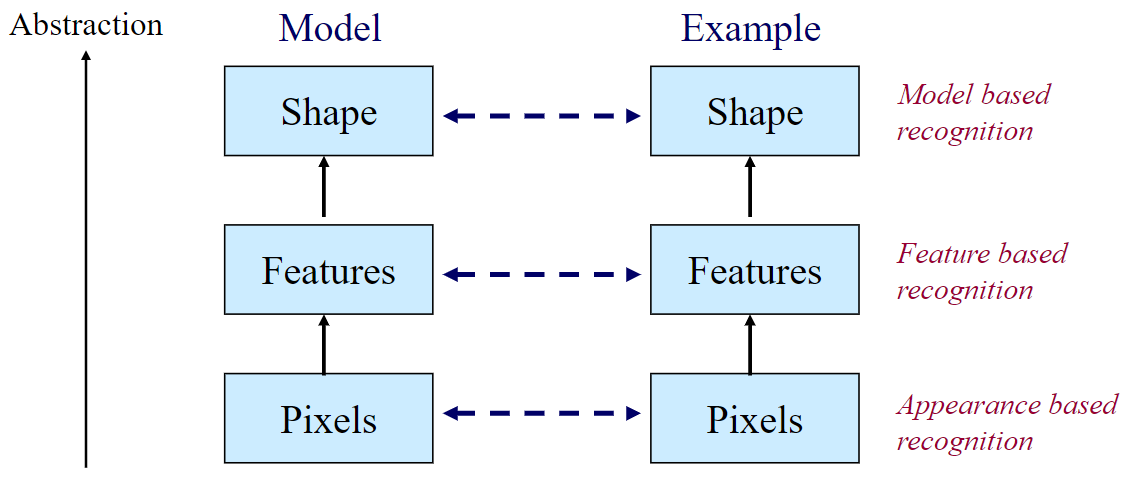 Abstraction
Model
Example
Shape
Shape
Model based
recognition
Features
Features
Feature based
recognition
Pixels
Pixels
Appearance based
recognition